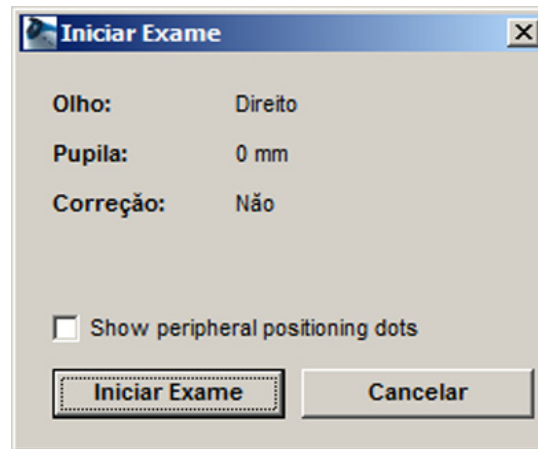 Iniciar Exame
Olho: Direito
Pupila: 0 mm
Correção: Não
Show peripheral positioning dots
Iniciar Exame Cancelar